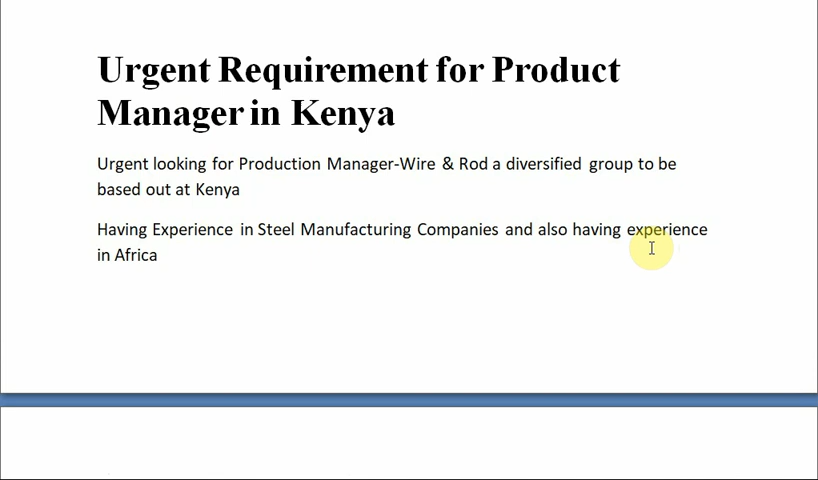 Urgent Requirement for Product
Manager in Kenya
Urgent looking for Production Manager-Wire & Rod a diversified group to be
based out at Kenya
Having Experience in Steel Manufacturing Companies and also having experience
in Africa